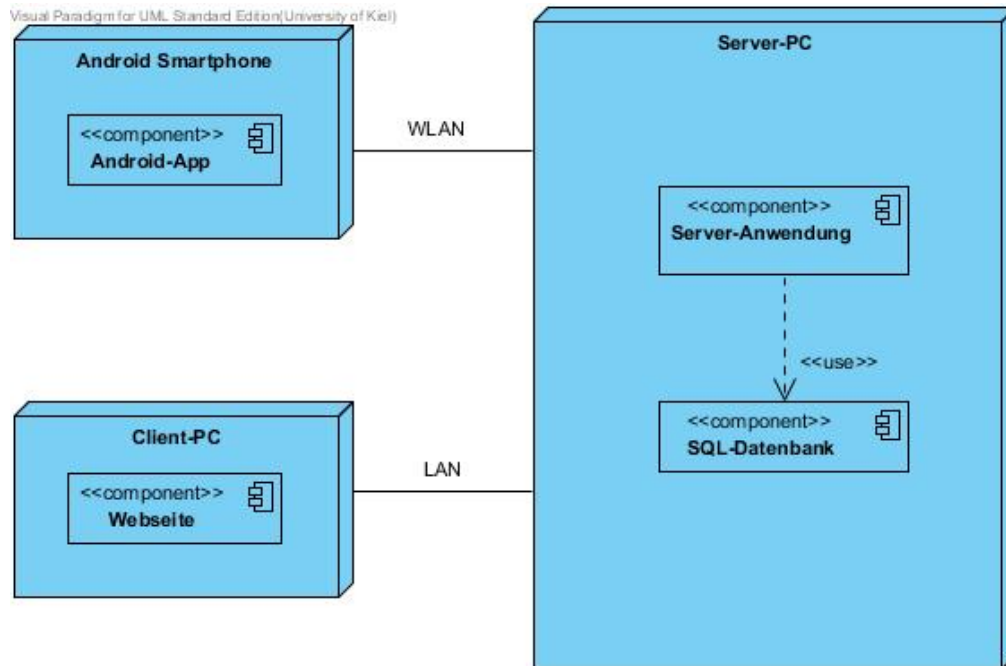 Visual Paradigm for UML Standard Edition(University of Kiel)
Android Smartphone
<<component>>
Android-App
WLAN
Server-PC
<<component>>
Server-Anwendung
<<use>>
<<component>>
SQL-Datenbank
Client-PC
<<component>>
Webseite
LAN